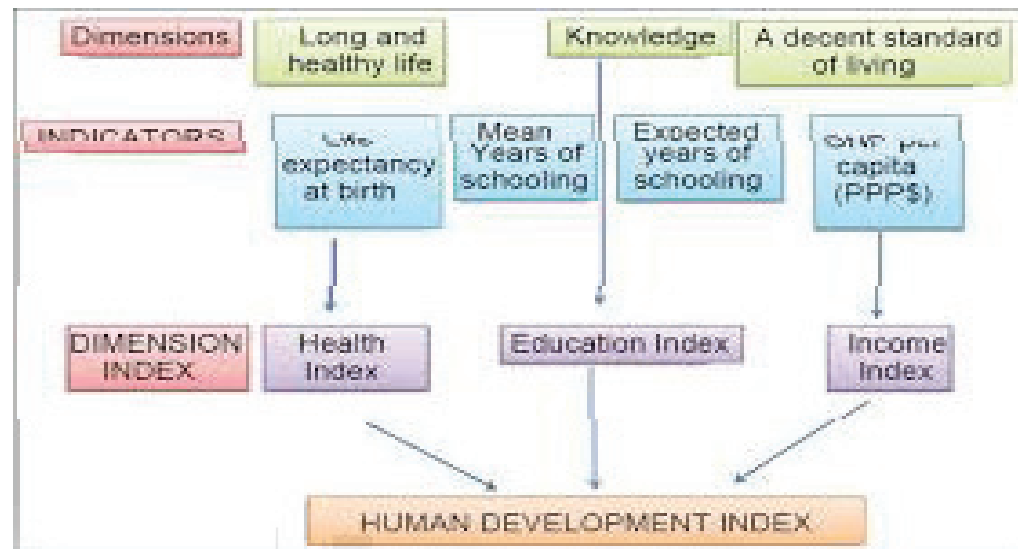 Dimensions
Long and
healthy life
Knowledge
A decent standard
of living
INDICATORS
expectancy
at birth
Mean
Years of
schooling
Expected
years of
schooling
capita
(PPP$)
DIMENSION
INDEX
Health
Index
Education Index
Income
Index
HUMAN DEVELOPMENT INDEX